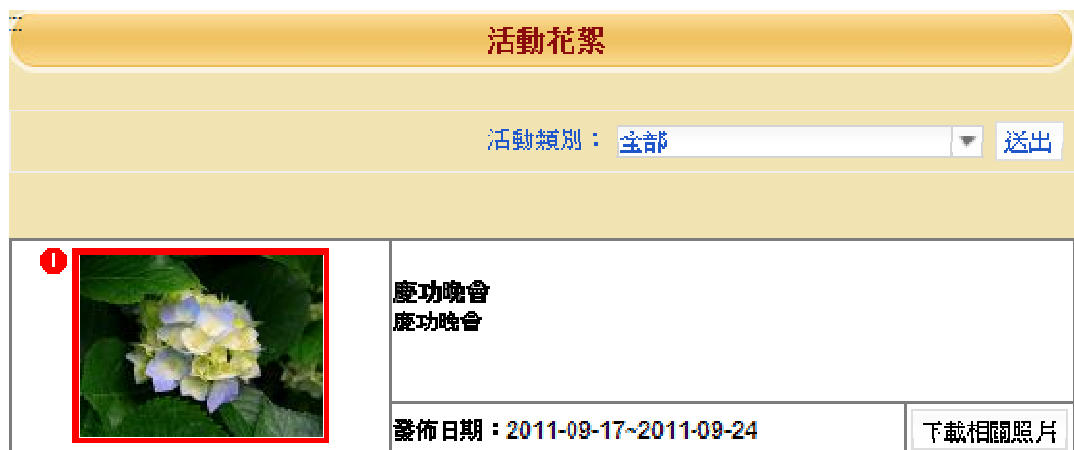 :::
活動花絮
活動類別： 全部 送出
1
慶功晚會
慶功晚會
發佈日期：2011-09-17~2011-09-24 下載相關照片